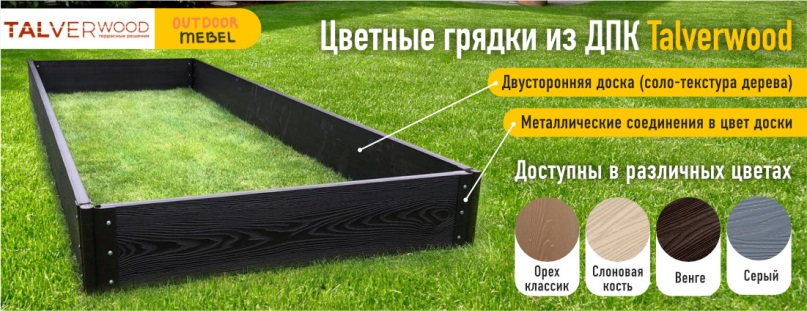 TALVERWOOD
террасные решения
OUTDOOR
МЕБЕL
Цветные грядки из ДПК Talverwood
Двусторонняя доска (соло-текстура дерева)
Металлические соединения в цвет доски
Доступны в различных цветах
Орех
классик
Слоновая
кость
Венге
Серый